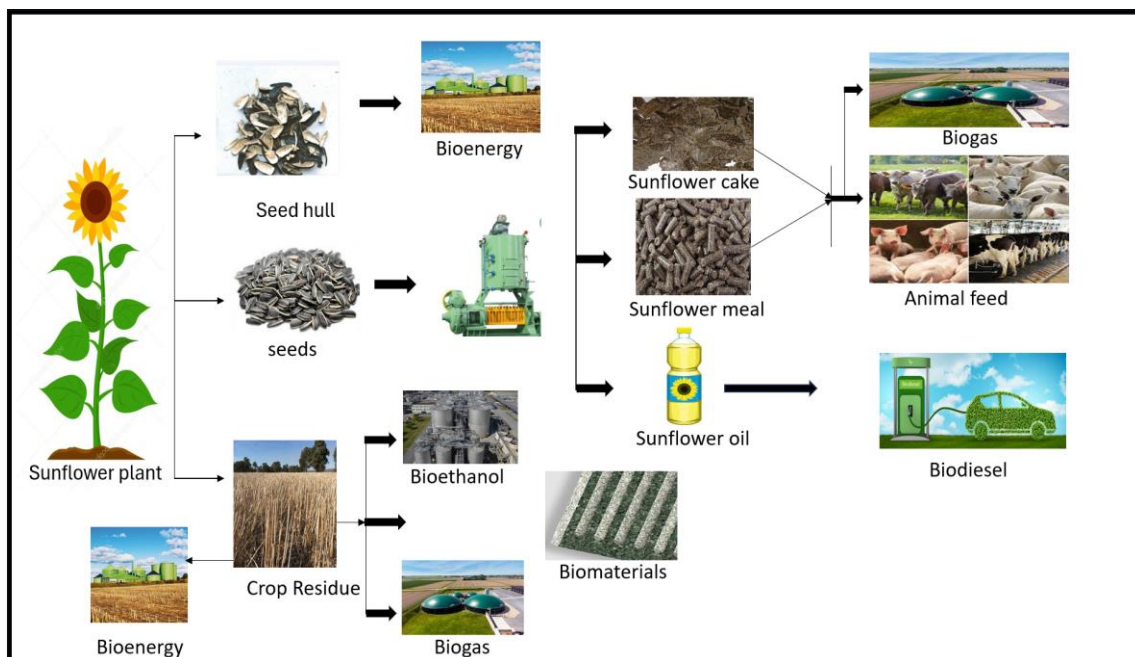 Bioenergy
Biogas
Sunflower cake
Seed hull
Sunflower meal
Animal feed
seeds
Sunflower oil
Sunflower plant
Bioethanol
Biodiesel
Biomaterials
Crop Residue
Bioenergy
Biogas